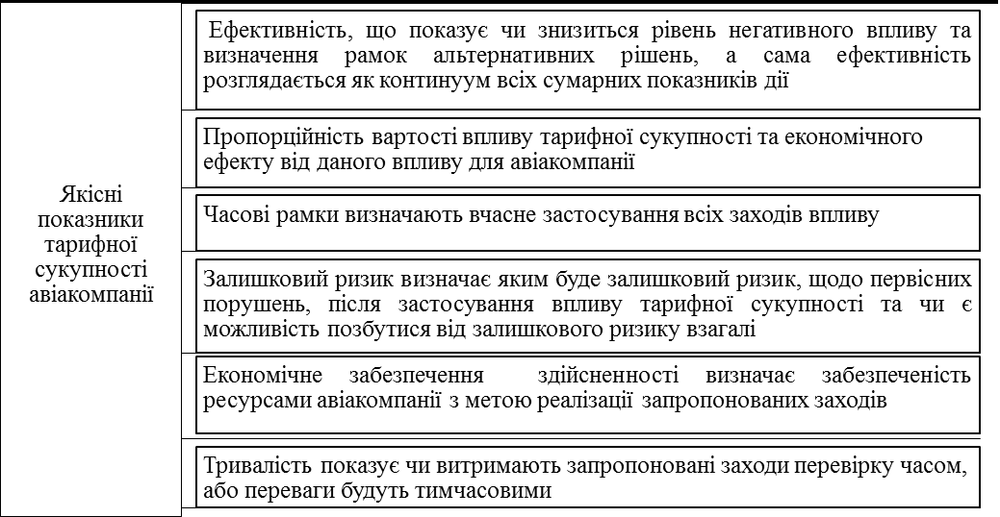 Якісні
показники
тарифної
сукупності
авіакомпанії
Ефективність, що показує чи знизиться рівень негативного впливу та
визначення рамок альтернативних рішень, а сама ефективність
розглядається як континуум всіх сумарних показників дії
Пропорційність вартості впливу тарифної сукупності та економічного
ефекту від даного впливу для авіакомпанії
Часові рамки визначають вчасне застосування всіх заходів впливу
Залишковий ризик визначає яким буде залишковий ризик, щодо первісних
порушень, після застосування впливу тарифної сукупності та чи є
можливість позбутися від залишкового ризику взагалі
Економічне забезпечення здійсненності визначає забезпеченість
ресурсами авіакомпанії з метою реалізації запропонованих заходів
Тривалість показує чи витримають запропоновані заходи перевірку часом,
або переваги будуть тимчасовими